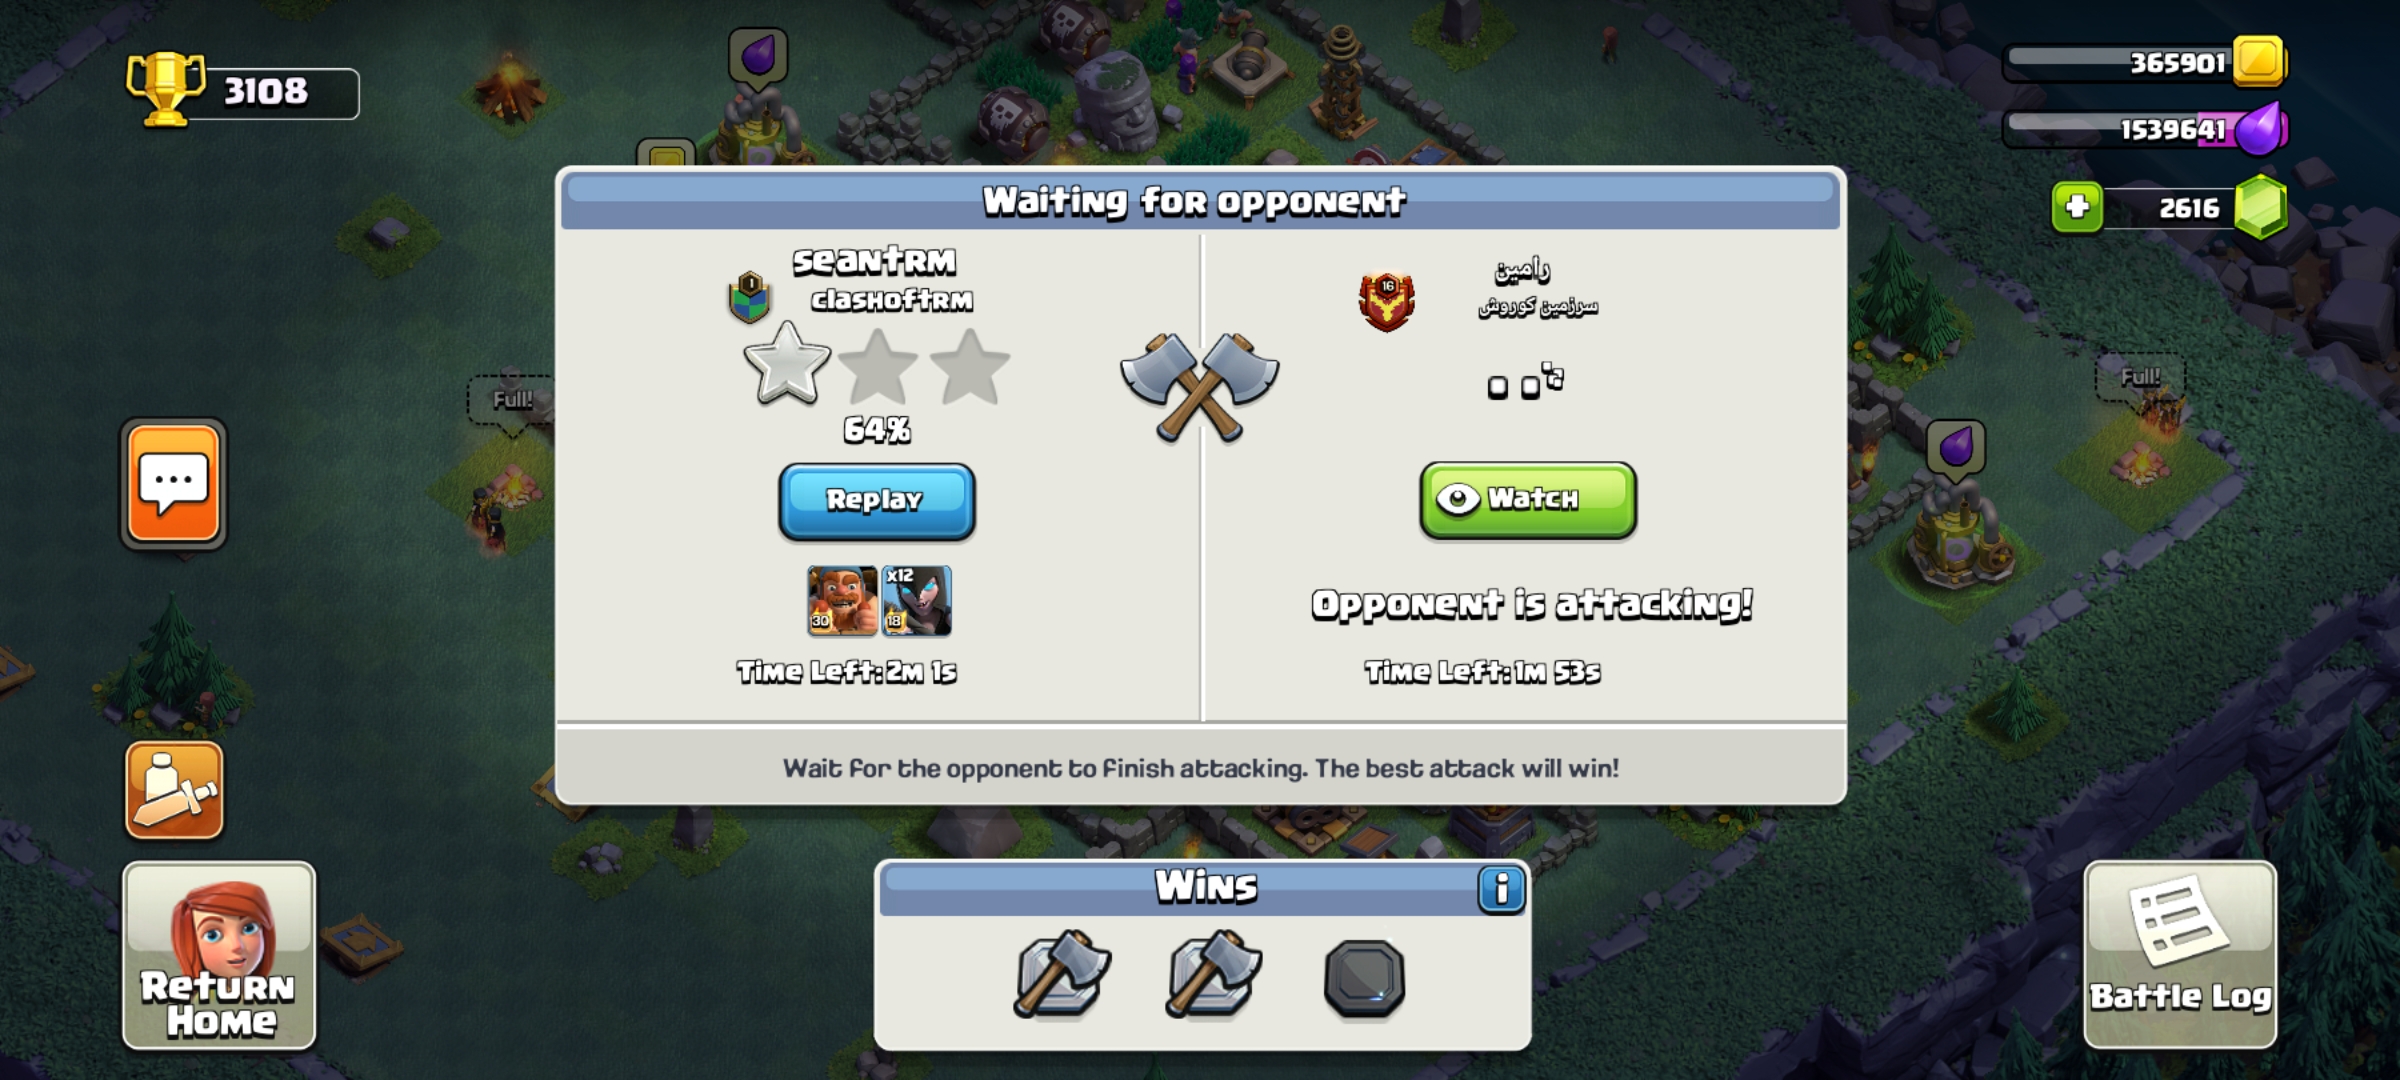 3108
365901
1539641
2616
Waiting for opponent
seantrm
clashoftrm
1
64%
Replay
x12
30
18
Time Left: 2m 1s
رامین
سرزمین کوروش
16
Watch
Opponent is attacking!
Time Left: 1m 53s
Wait for the opponent to finish attacking. The best attack will win!
Full!
Full!
Wins
i
Return
Home
Battle Log